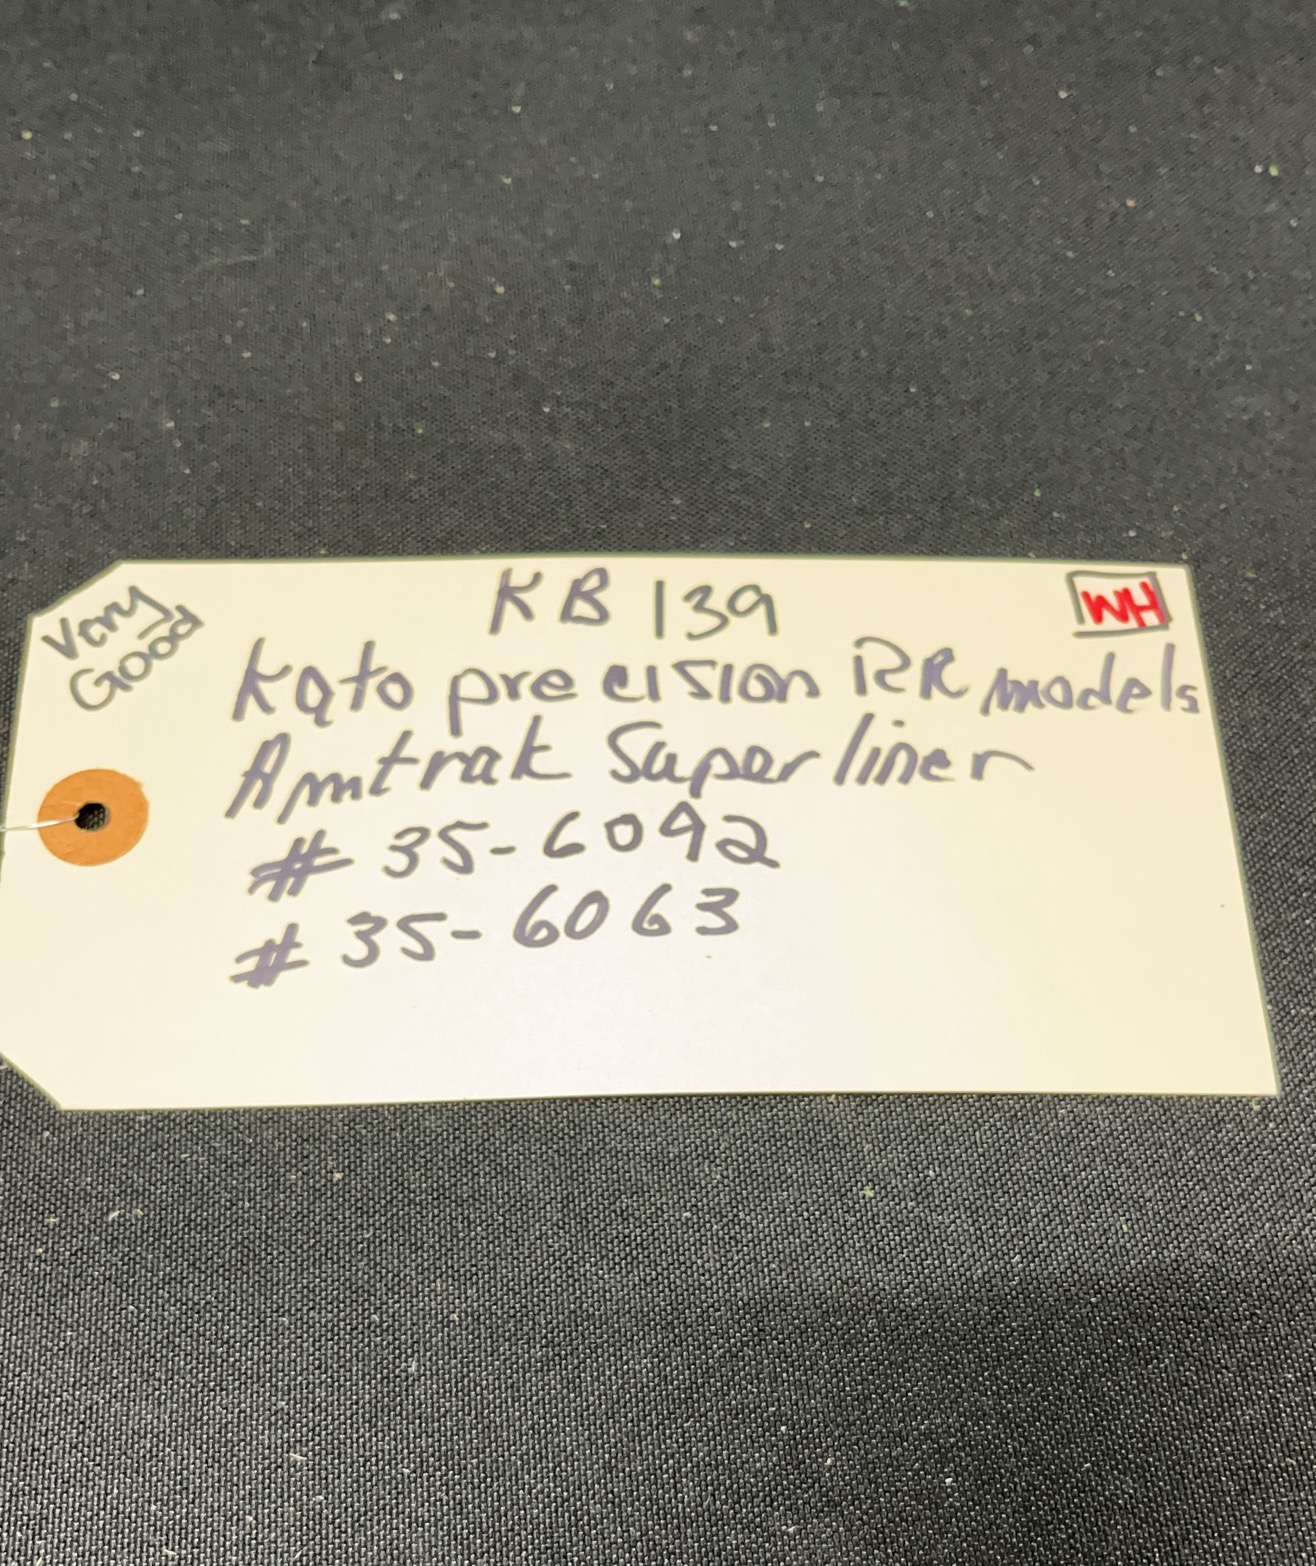 Very
Good
KB 139
WH
Kato precision RR models
Amtrak Superliner
# 35-6092
# 35-6063